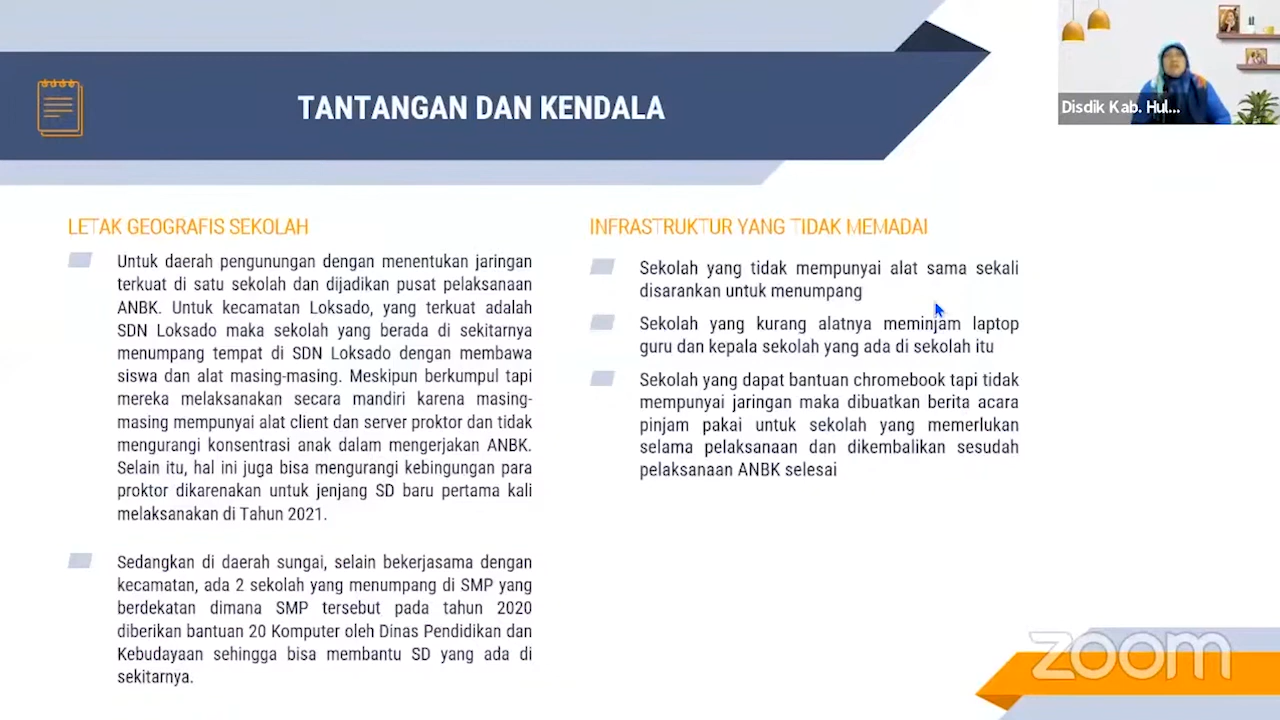 TANTANGAN DAN KENDALA
Disdik Kab. Hul...
LETAK GEOGRAFIS SEKOLAH
Untuk daerah pengunungan dengan menentukan jaringan
terkuat di satu sekolah dan dijadikan pusat pelaksanaan
ANBK. Untuk kecamatan Loksado, yang terkuat adalah
SDN Loksado maka sekolah yang berada di sekitarnya
menumpang tempat di SDN Loksado dengan membawa
siswa dan alat masing-masing. Meskipun berkumpul tapi
mereka melaksanakan secara mandiri karena masing-
masing mempunyai alat client dan server proktor dan tidak
mengurangi konsentrasi anak dalam mengerjakan ANBK.
Selain itu, hal ini juga bisa mengurangi kebingungan para
proktor dikarenakan untuk jenjang SD baru pertama kali
melaksanakan di Tahun 2021.
Sedangkan di daerah sungai, selain bekerjasama dengan
kecamatan, ada 2 sekolah yang menumpang di SMP yang
berdekatan dimana SMP tersebut pada tahun 2020
diberikan bantuan 20 Komputer oleh Dinas Pendidikan dan
Kebudayaan sehingga bisa membantu SD yang ada di
sekitarnya.
INFRASTRUKTUR YANG TIDAK MEMADAI
Sekolah yang tidak mempunyai alat sama sekali
disarankan untuk menumpang
Sekolah yang kurang alatnya meminjam laptop
guru dan kepala sekolah yang ada di sekolah itu
Sekolah yang dapat bantuan chromebook tapi tidak
mempunyai jaringan maka dibuatkan berita acara
pinjam pakai untuk sekolah yang memerlukan
selama pelaksanaan dan dikembalikan sesudah
pelaksanaan ANBK selesai
zoom